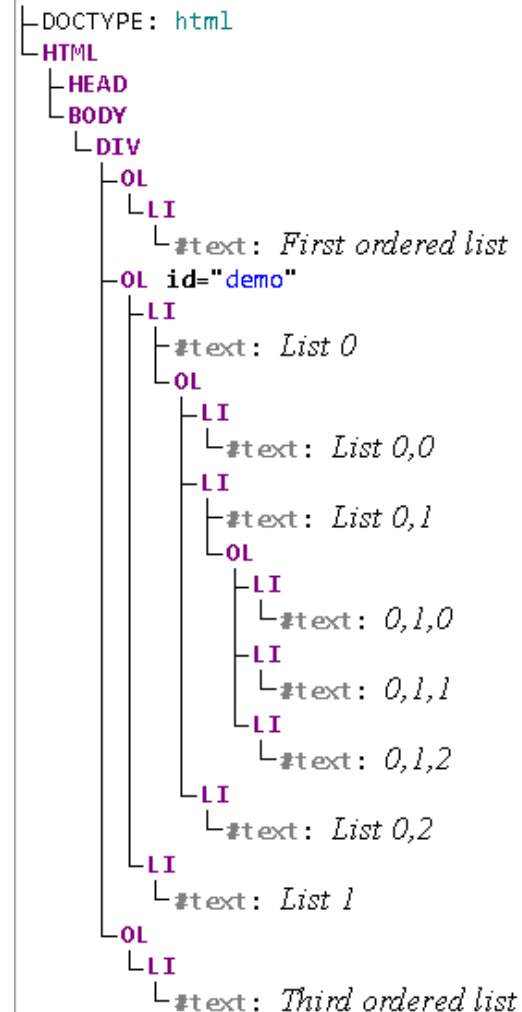 DOCTYPE: html
HTML
HEAD
BODY
DIV
OL
LI
#text: First ordered list
OL id="demo"
LI
#text: List 0
OL
LI
#text: List 0,0
LI
#text: List 0,1
OL
LI
#text: 0,1,0
LI
#text: 0,1,1
LI
#text: 0,1,2
LI
#text: List 0,2
LI
#text: List 1
OL
LI
#text: Third ordered list